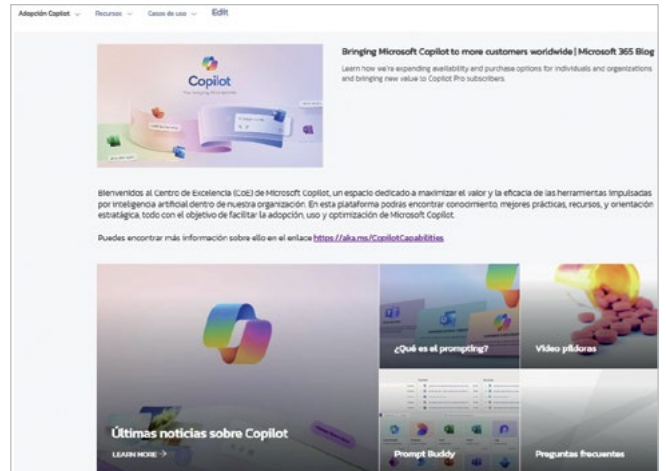 Adopción Copilot
Recursos
Casos de uso
Edit
Copilot
Bringing Microsoft Copilot to more customers worldwide | Microsoft 365 Blog
Learn how we're expanding availability and purchase options for individuals and organizations
and bringing new value to Copilot Pro subscribers.
Bienvenidos al Centro de Excelencia (CoE) de Microsoft Copilot, un espacio dedicado a maximizar el valor y la eficacia de las herramientas impulsadas
por inteligencia artificial dentro de nuestra organización. En esta plataforma podrás encontrar conocimiento, mejores prácticas, recursos, y orientación
estratégica, todo con el objetivo de facilitar la adopción, uso y optimización de Microsoft Copilot.
Puedes encontrar más información sobre ello en el enlace https://aka.ms/CopilotCapabilities
¿Qué es el prompting?
Video píldoras
Últimas noticias sobre Copilot
LEARN MORE →
Prompt Buddy
Preguntas frecuentes